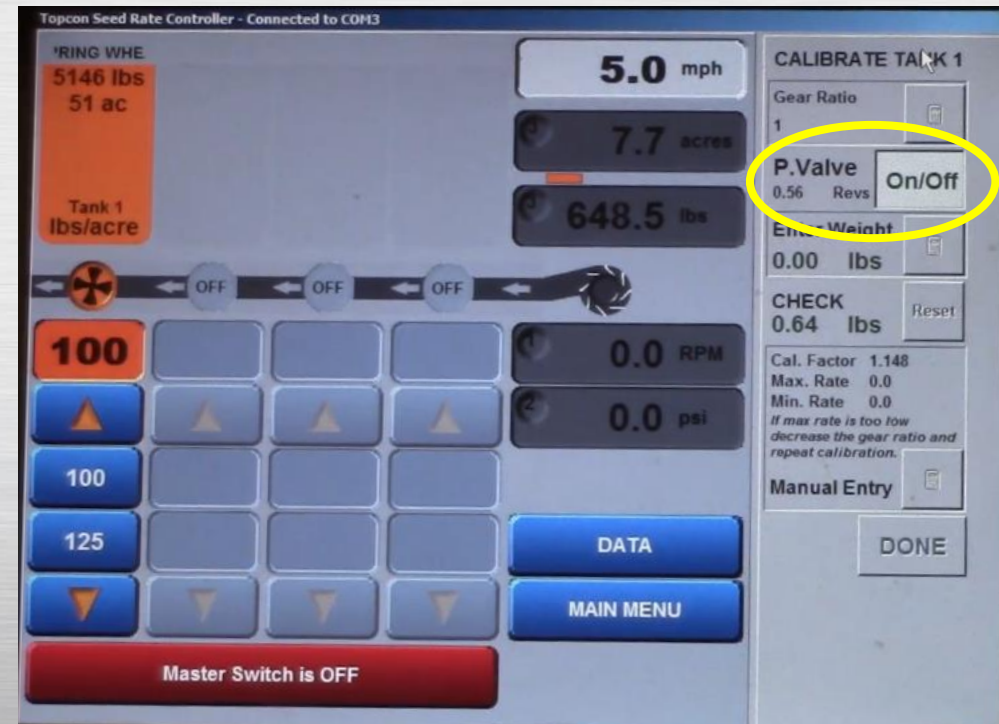 Topcon Seed Rate Controller - Connected to COM3
'RING WHE
5146 lbs
51 ac
Tank 1
lbs/acre
5.0 mph
7.7 acres
648.5 lbs
OFF
OFF
OFF
100
100
125
0.0 RPM
0.0 psi
DATA
MAIN MENU
Master Switch is OFF
CALIBRATE TANK 1
Gear Ratio
1
P.Valve
0.56 Revs
On/Off
Enter Weight
0.00 lbs
CHECK
0.64 lbs
Reset
Cal. Factor 1.148
Max. Rate 0.0
Min. Rate 0.0
If max rate is too low
decrease the gear ratio and
repeat calibration.
Manual Entry
DONE